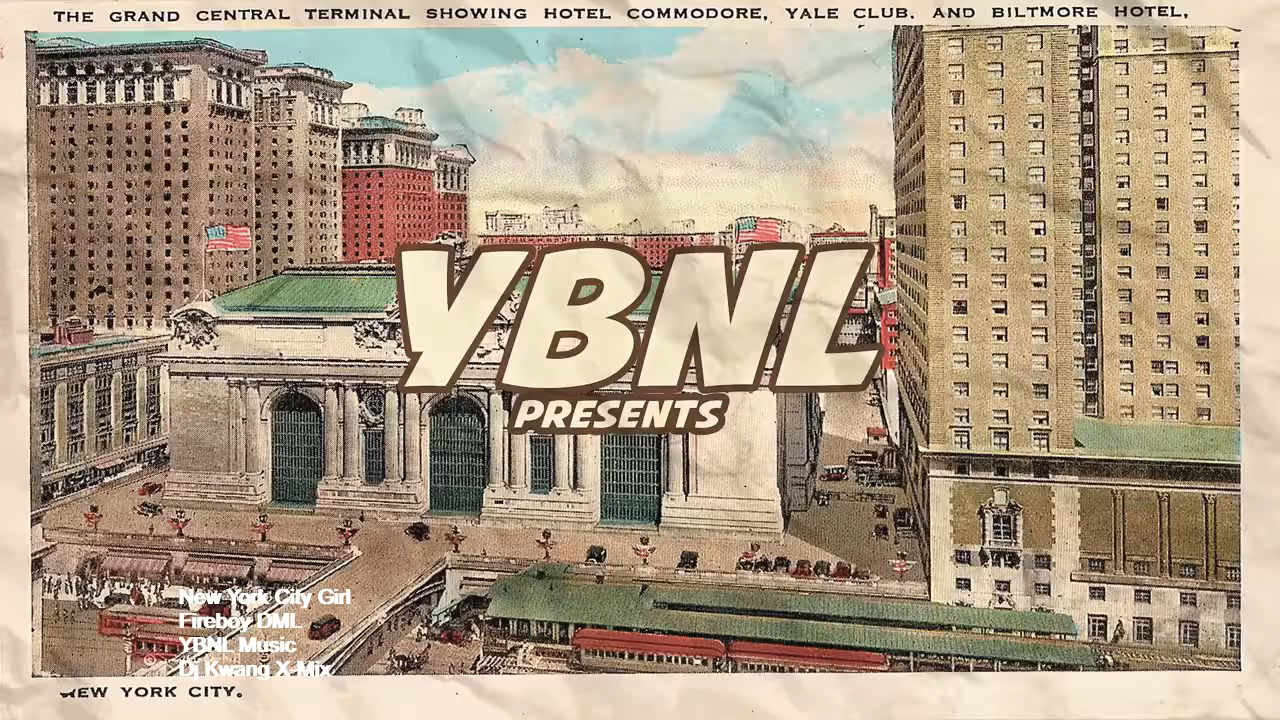 THE GRAND CENTRAL TERMINAL SHOWING HOTEL COMMODORE, YALE CLUB. AND BILTMORE HOTEL,
YBNL
PRESENTS
New York City Girl
Fireboy DML
YBNL Music
Dj Kwang X-Mix
NEW YORK CITY.